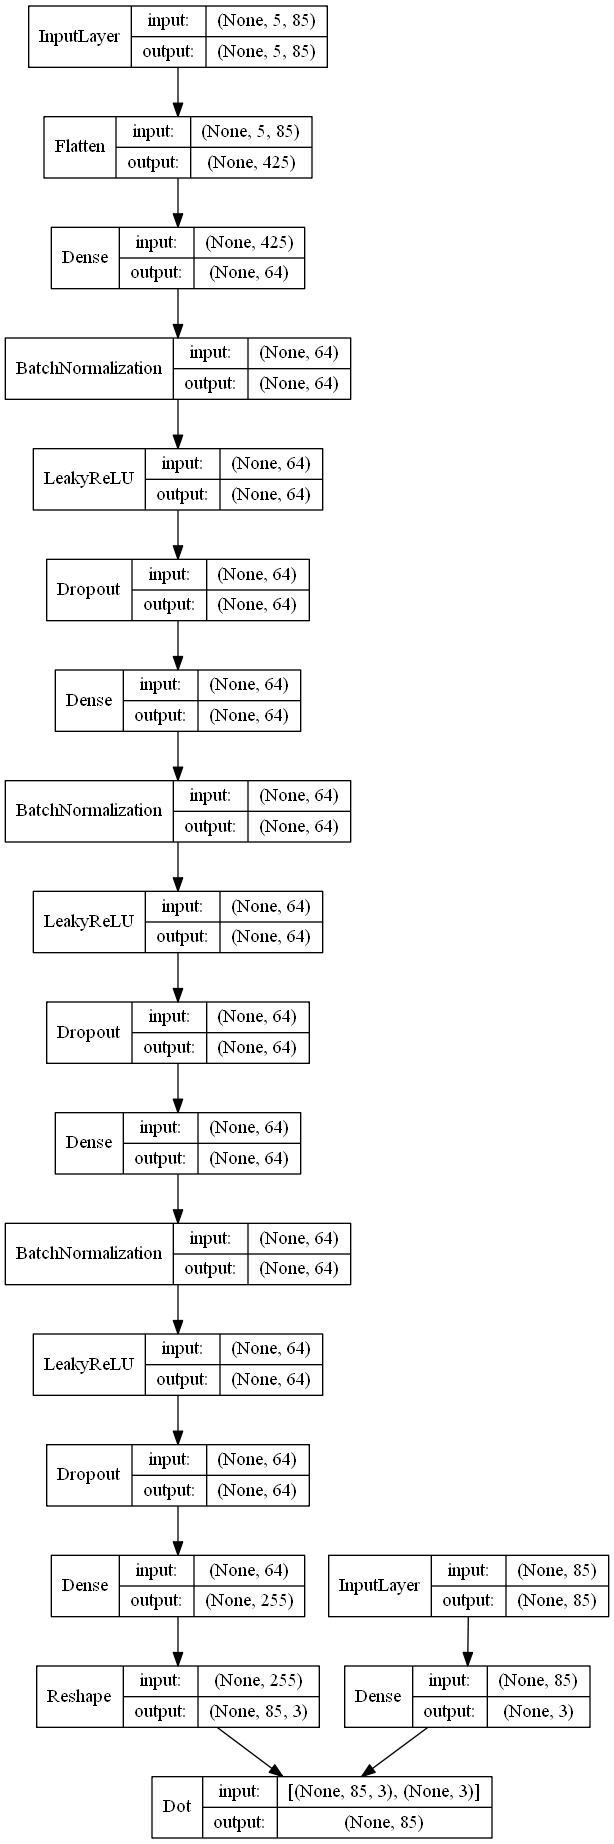 InputLayer input: (None, 5, 85)
output: (None, 5, 85)
Flatten input: (None, 5, 85)
output: (None, 425)
Dense input: (None, 425)
output: (None, 64)
BatchNormalization input: (None, 64)
output: (None, 64)
LeakyReLU input: (None, 64)
output: (None, 64)
Dropout input: (None, 64)
output: (None, 64)
Dense input: (None, 64)
output: (None, 64)
BatchNormalization input: (None, 64)
output: (None, 64)
LeakyReLU input: (None, 64)
output: (None, 64)
Dropout input: (None, 64)
output: (None, 64)
Dense input: (None, 64)
output: (None, 64)
BatchNormalization input: (None, 64)
output: (None, 64)
LeakyReLU input: (None, 64)
output: (None, 64)
Dropout input: (None, 64)
output: (None, 64)
Dense input: (None, 64)
output: (None, 255)
InputLayer input: (None, 85)
output: (None, 85)
Reshape input: (None, 255)
output: (None, 85, 3)
Dense input: (None, 85)
output: (None, 3)
Dot input: [(None, 85, 3), (None, 3)]
output: (None, 85)